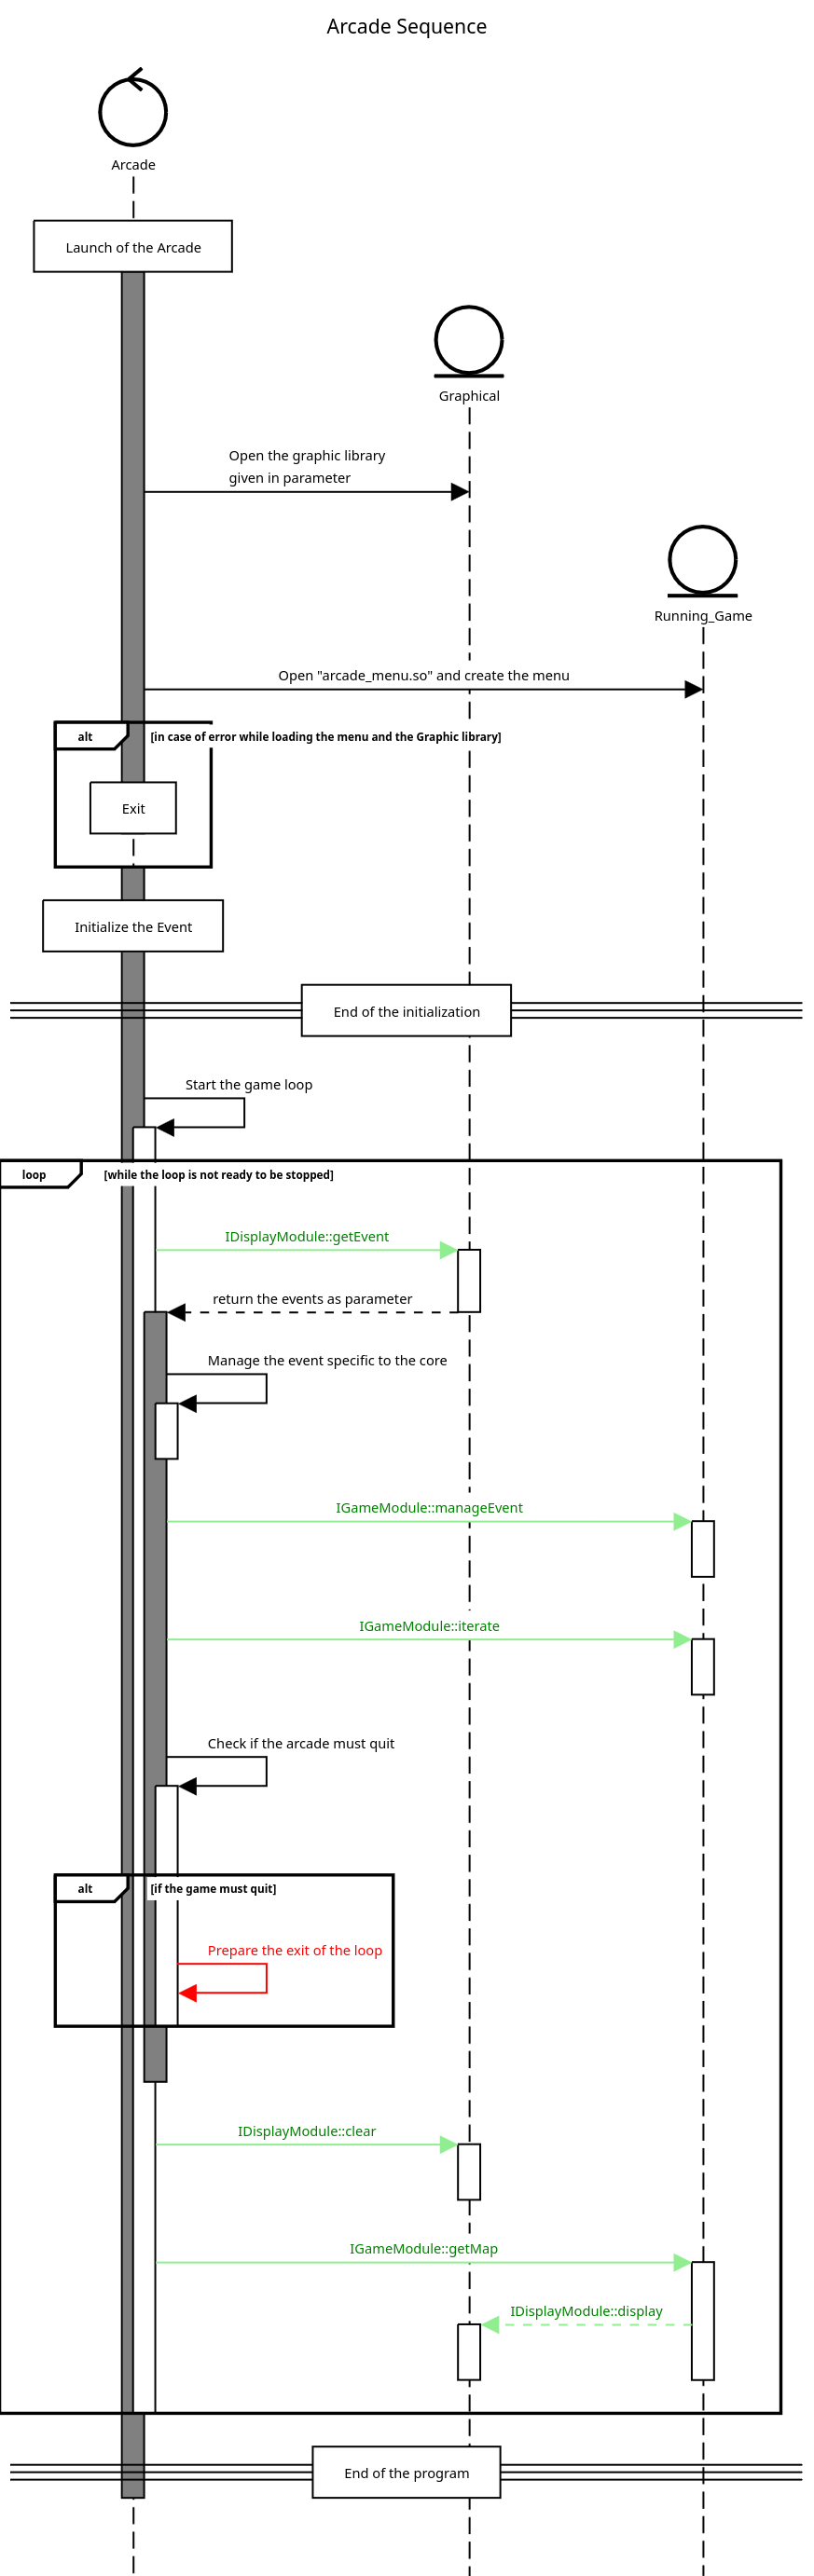 Arcade Sequence
Arcade
Launch of the Arcade
Graphical
Open the graphic library
given in parameter
Running_Game
Open "arcade_menu.so" and create the menu
alt [in case of error while loading the menu and the Graphic library]
Exit
Initialize the Event
End of the initialization
Start the game loop
loop [while the loop is not ready to be stopped]
IDisplayModule::getEvent
return the events as parameter
Manage the event specific to the core
IGameModule::manageEvent
IGameModule::iterate
Check if the arcade must quit
alt [if the game must quit]
Prepare the exit of the loop
IDisplayModule::clear
IGameModule::getMap
IDisplayModule::display
End of the program